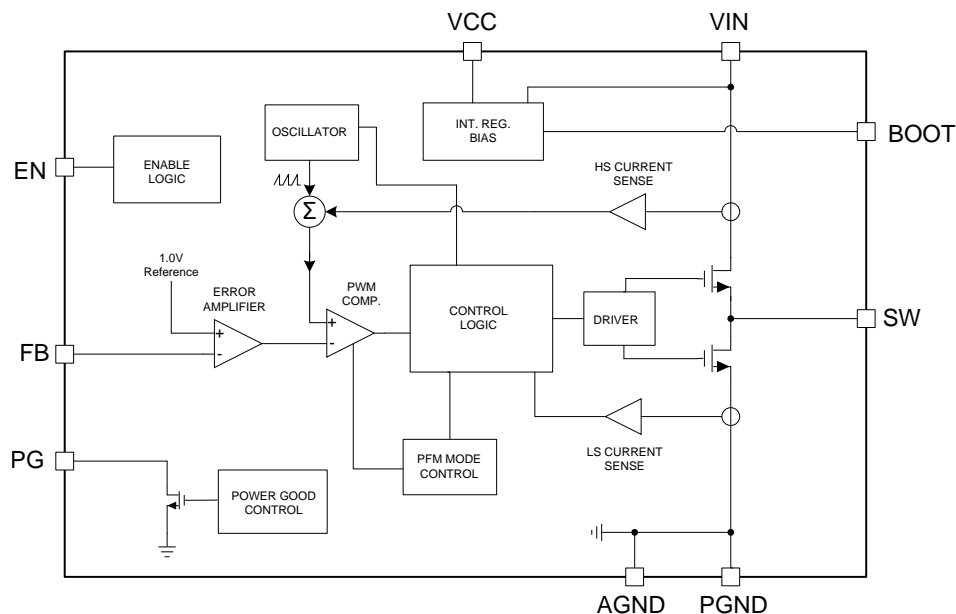 VCC
VIN
OSCILLATOR
INT. REG.
BIAS
BOOT
EN
ENABLE
LOGIC
HS CURRENT
SENSE
Σ
1.0V
Reference
ERROR
AMPLIFIER
PWM
COMP.
CONTROL
LOGIC
DRIVER
SW
+
-
+
-
FB
LS CURRENT
SENSE
PG
PFM MODE
CONTROL
POWER GOOD
CONTROL
AGND
PGND